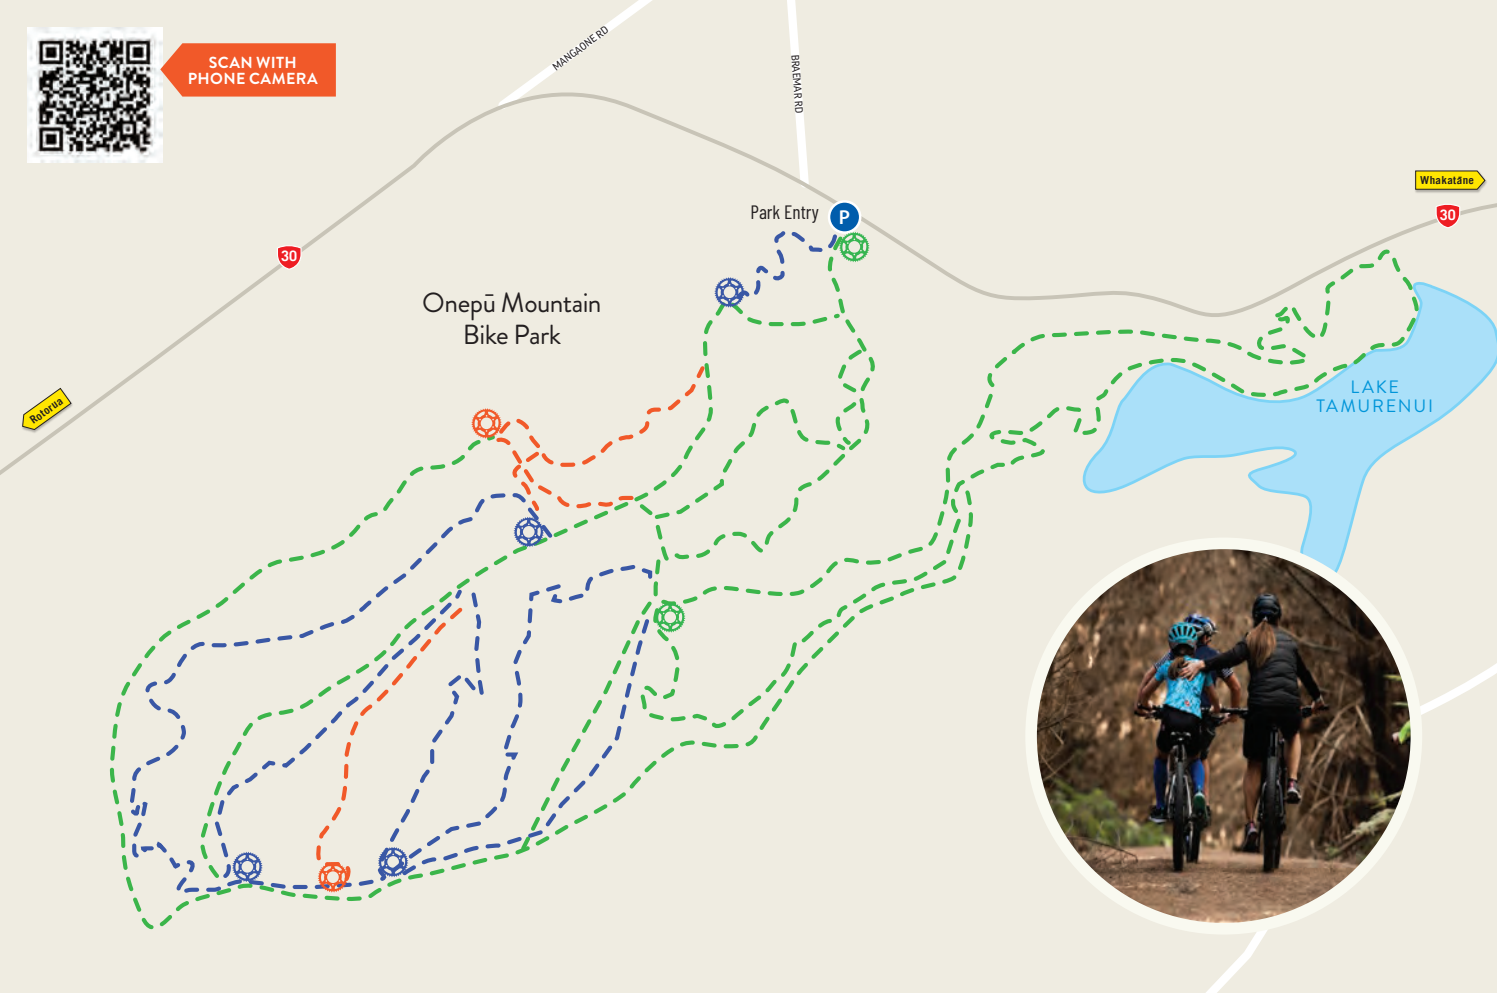 SCAN WITH
PHONE CAMERA
MANGAONE RD
BRAEMAR RD
Whakatāne
30
Park Entry
P
30
Onepū Mountain
Bike Park
Rotorua
LAKE
TAMURENUI